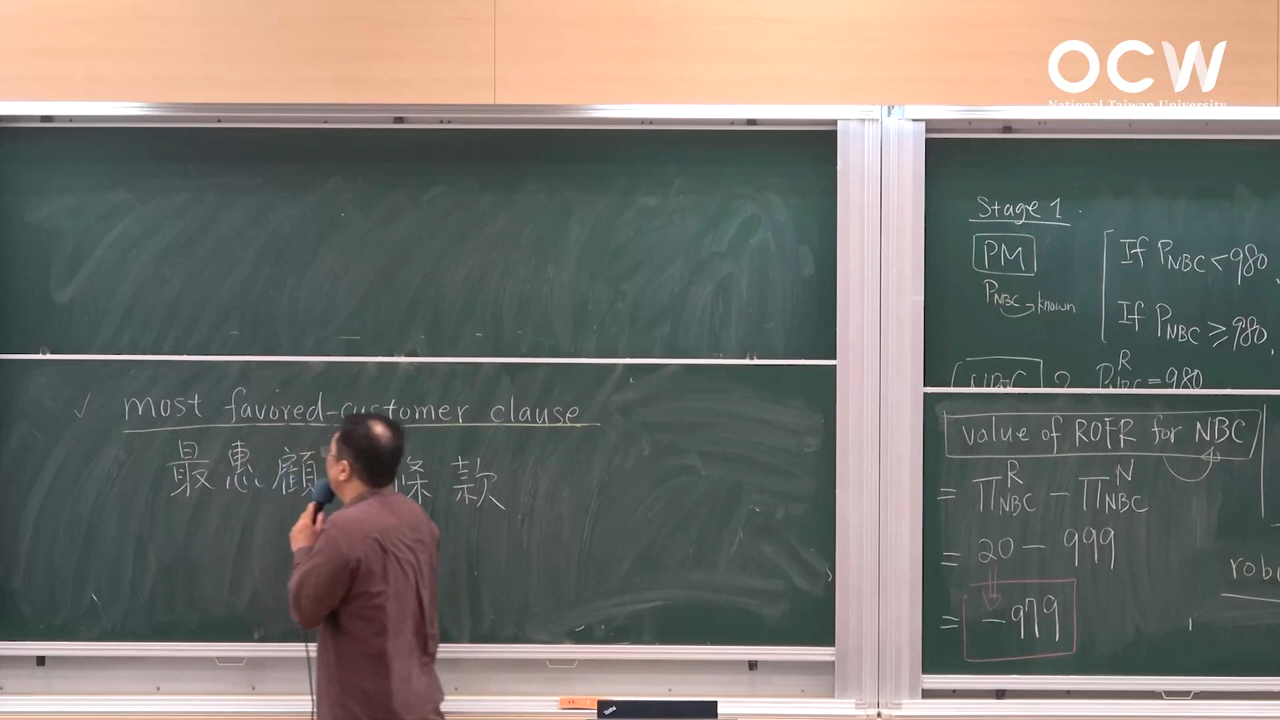 OCW
National Taiwan University
✓ most favored-customer clause
最惠顧 條款
Stage 1
PM
P_NBC → known
If P_NBC < 980,
If P_NBC ≥ 980,
NBC ? P^R_NBC = 980
value of ROFR for NBC
= Π^R_NBC − Π^N_NBC
= 20 − 999
= −979